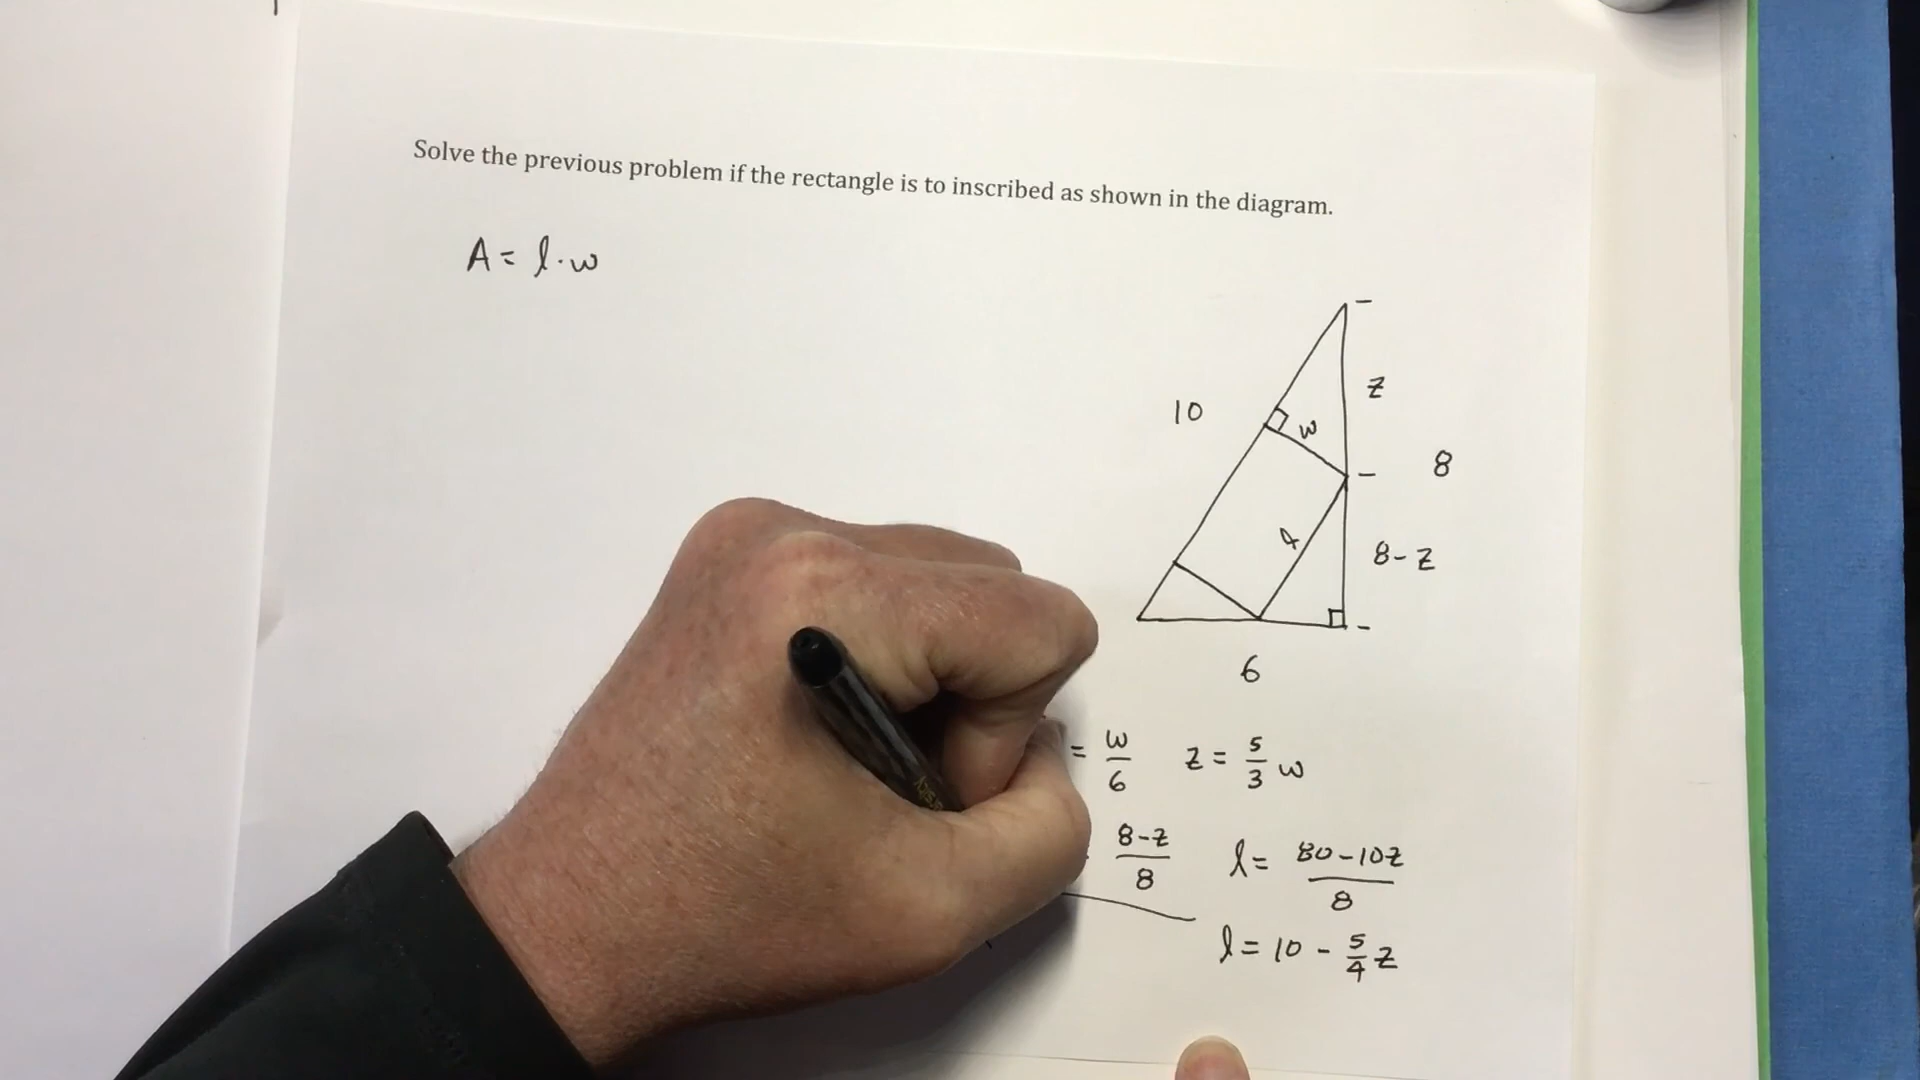 Solve the previous problem if the rectangle is to inscribed as shown in the diagram.
A = l · w
z
10
w
8
l
8 - z
6
= w/6 z = 5/3 w
8-z/8 l = 80-10z/8
l = 10 - 5/4 z